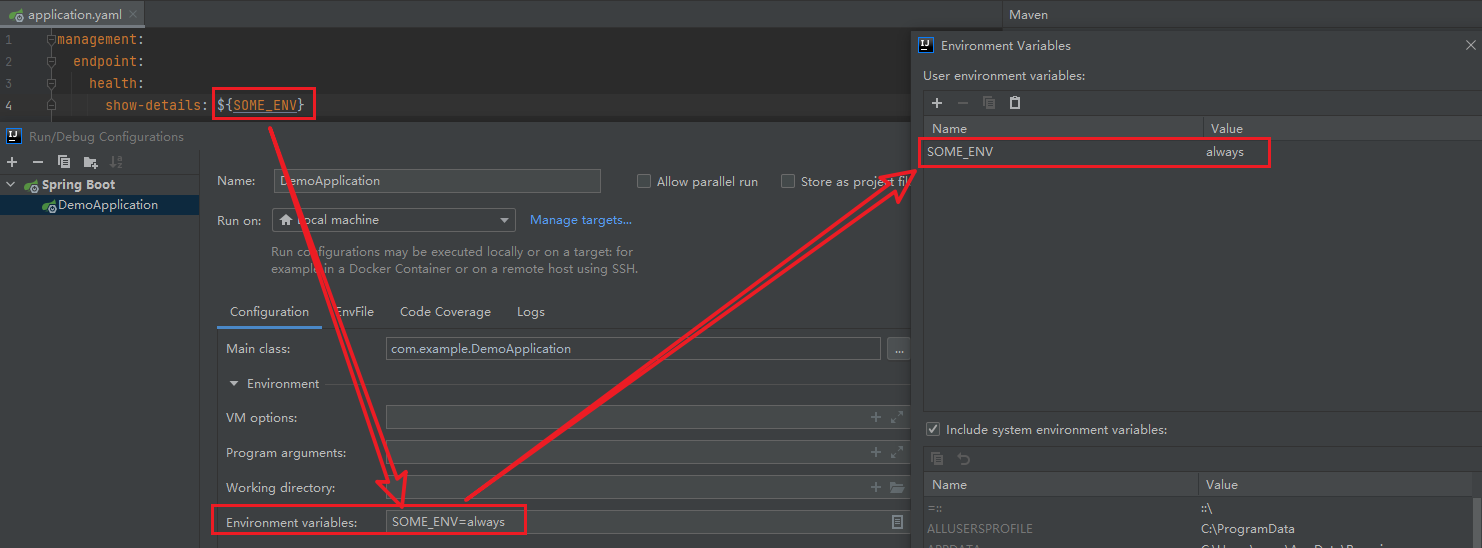 application.yaml
Maven
1 management:
2 endpoint:
3 health:
4 show-details: ${SOME_ENV}
Run/Debug Configurations
Spring Boot
DemoApplication
Name: DemoApplication
Allow parallel run
Store as project fil
Run on: Local machine
Manage targets...
Run configurations may be executed locally or on a target: for
example in a Docker Container or on a remote host using SSH.
Configuration EnvFile Code Coverage Logs
Main class: com.example.DemoApplication ...
Environment
VM options:
Program arguments:
Working directory:
Environment variables: SOME_ENV=always
Environment Variables
User environment variables:
Name Value
SOME_ENV always
Include system environment variables:
Name Value
=:: ::\
ALLUSERSPROFILE C:\ProgramData